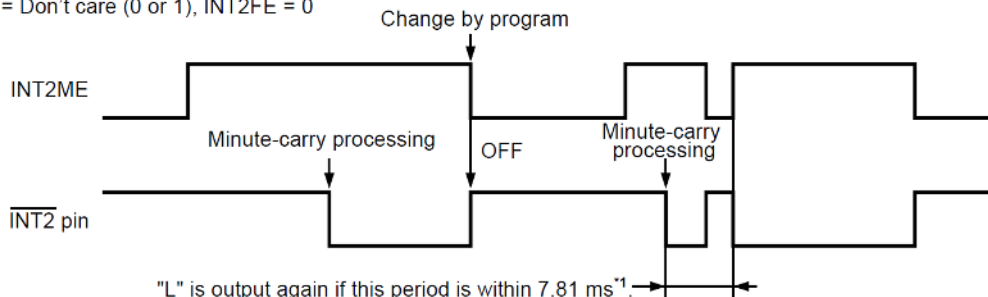 = Don't care (0 or 1), INT2FE = 0
Change by program
INT2ME
Minute-carry processing
OFF
Minute-carry
processing
INT2 pin
"L" is output again if this period is within 7.81 ms*1.